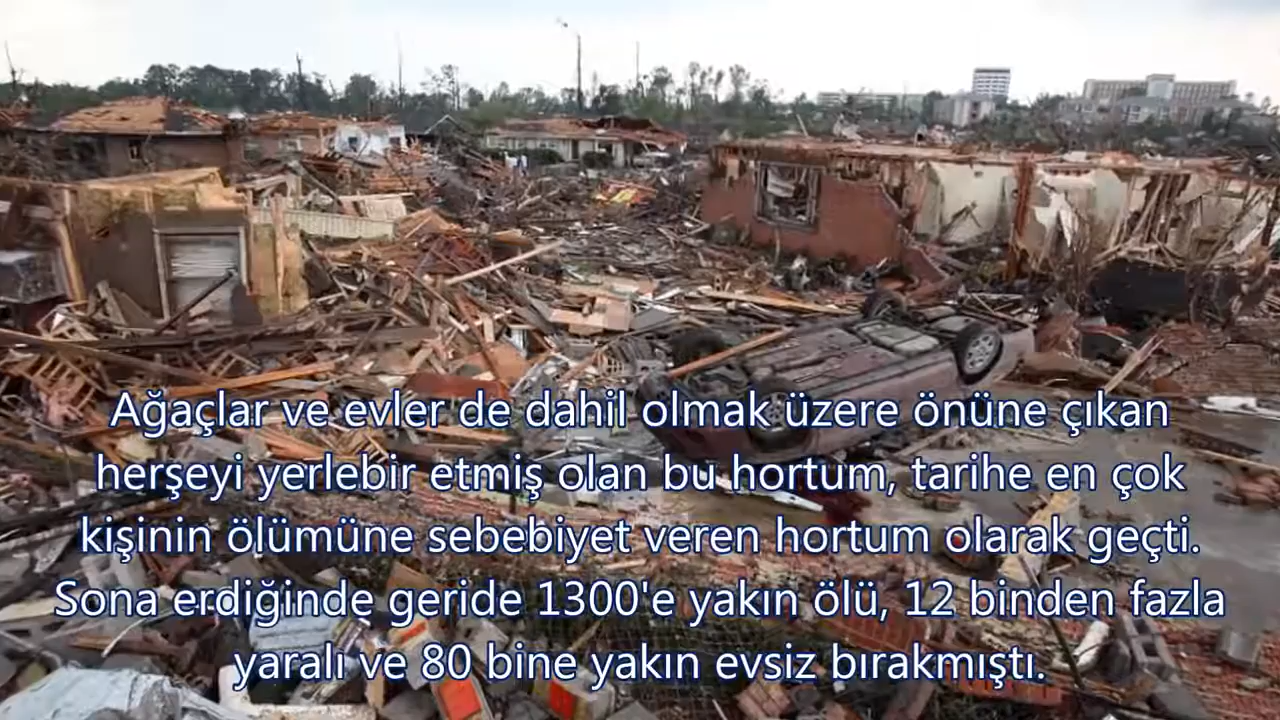 Ağaçlar ve evler de dahil olmak üzere önüne çıkan
herşeyi yerlebir etmiş olan bu hortum, tarihe en çok
kişinin ölümüne sebebiyet veren hortum olarak geçti.
Sona erdiğinde geride 1300'e yakın ölü, 12 binden fazla
yaralı ve 80 bine yakın evsiz bırakmıştı.